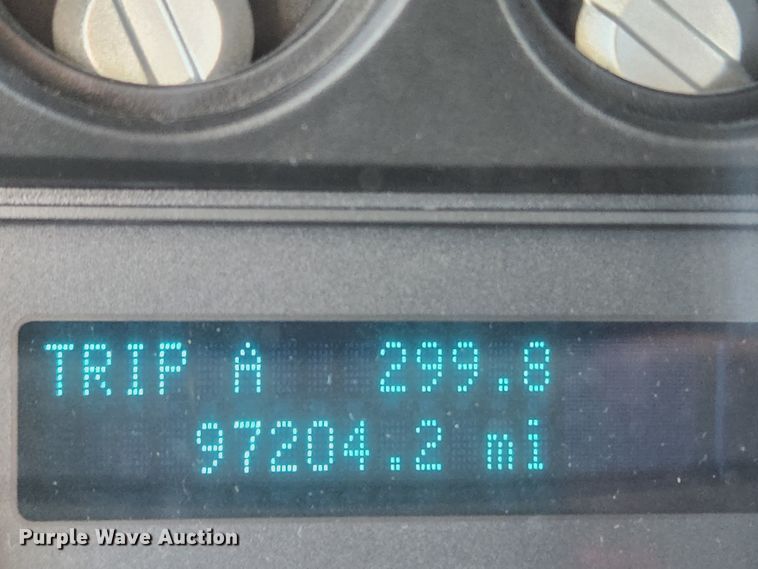 TRIP A 299.8
97204.2 mi
Purple Wave Auction